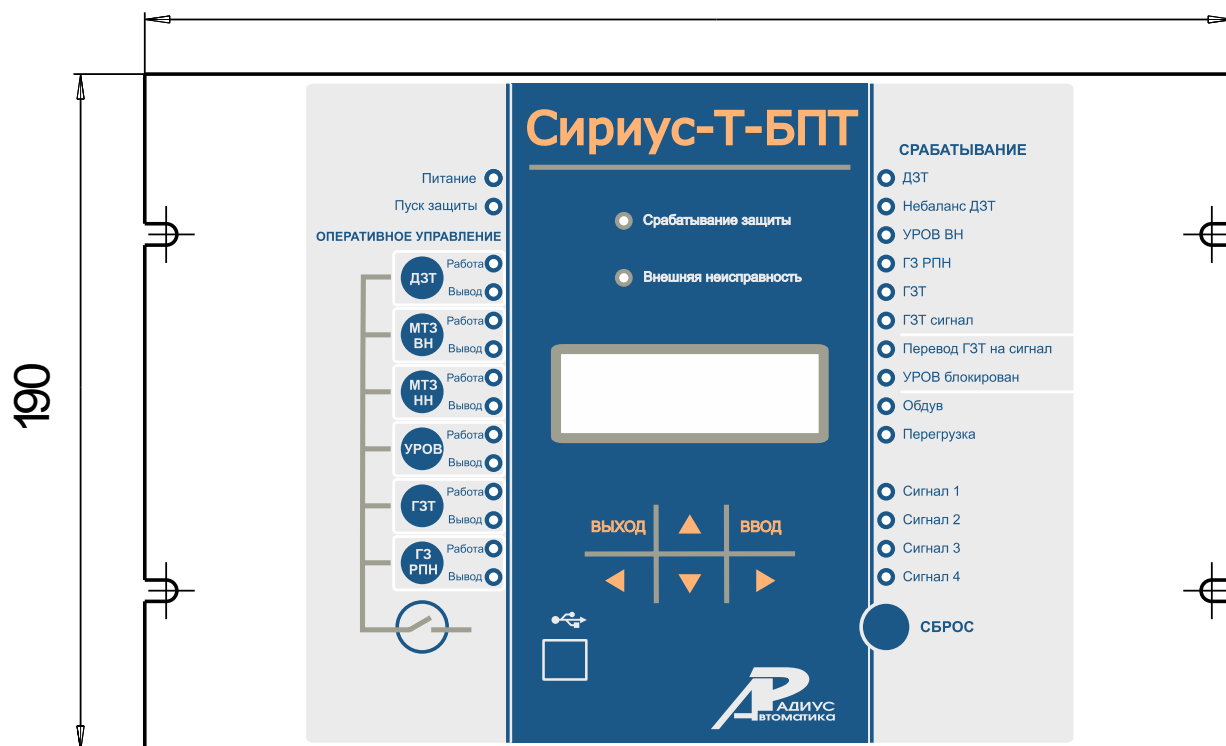 190
Сириус-Т-БПТ
Питание
Пуск защиты
ОПЕРАТИВНОЕ УПРАВЛЕНИЕ
ДЗТ
Работа
Вывод
МТЗ
ВН
Работа
Вывод
МТЗ
НН
Работа
Вывод
УРОВ
Работа
Вывод
ГЗТ
Работа
Вывод
ГЗ
РПН
Работа
Вывод
Срабатывание защиты
Внешняя неисправность
ВЫХОД
ВВОД
РАДИУС
Автоматика
СРАБАТЫВАНИЕ
ДЗТ
Небаланс ДЗТ
УРОВ ВН
ГЗ РПН
ГЗТ
ГЗТ сигнал
Перевод ГЗТ на сигнал
УРОВ блокирован
Обдув
Перегрузка
Сигнал 1
Сигнал 2
Сигнал 3
Сигнал 4
СБРОС